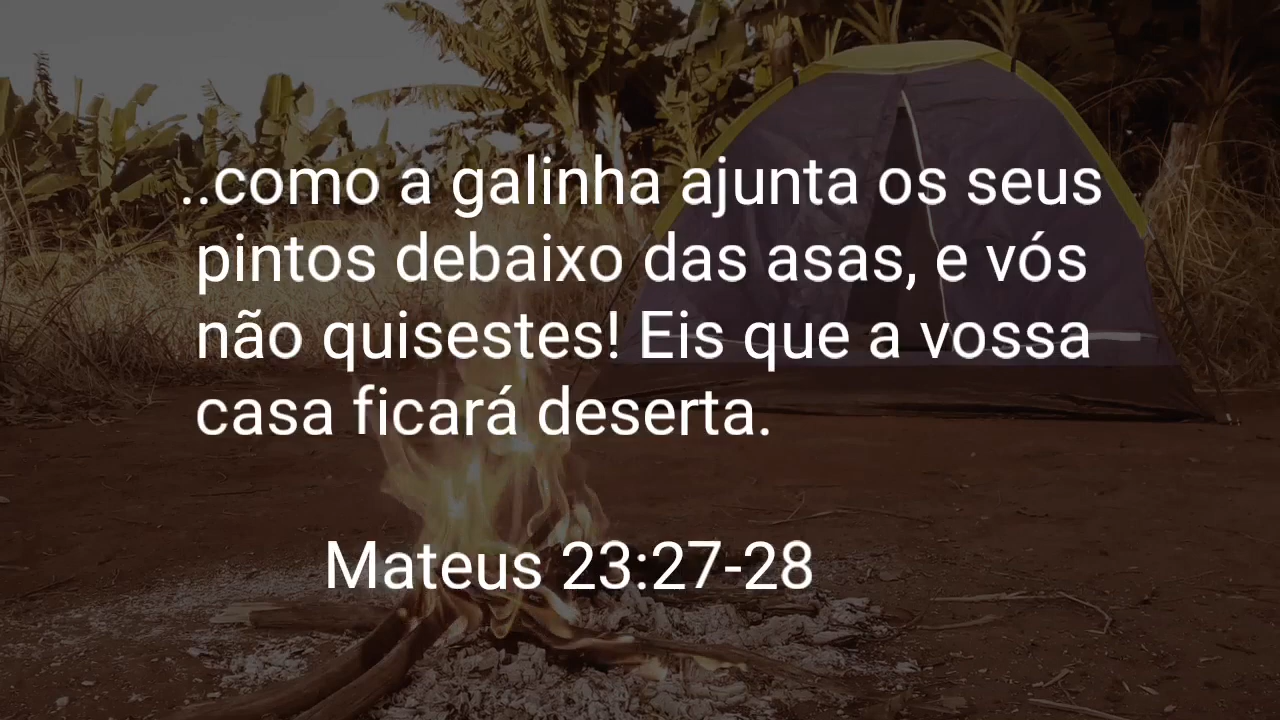 ..como a galinha ajunta os seus
pintos debaixo das asas, e vós
não quisestes! Eis que a vossa
casa ficará deserta.
Mateus 23:27-28